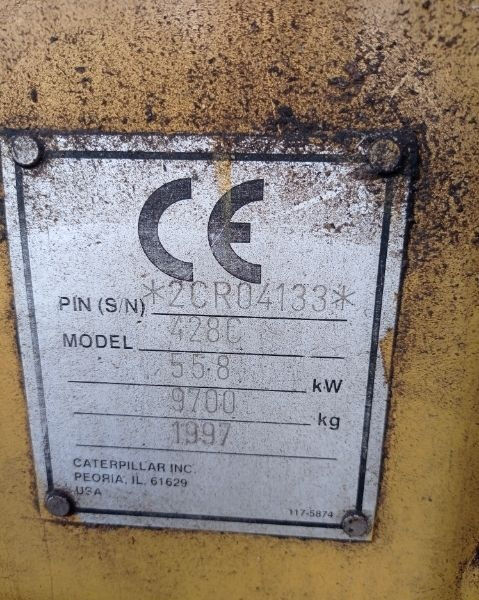 CE
PIN (S/N) *2CR04133*
MODEL 428C
55.8 kW
9700 kg
1997
CATERPILLAR INC.
PEORIA, IL. 61629
USA
117-5874